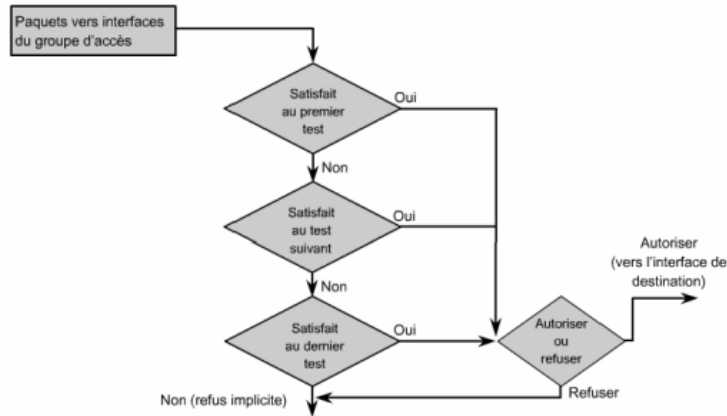 Paquets vers interfaces
du groupe d'accès
Satisfait
au premier
test
Oui
Non
Satisfait
au test
suivant
Oui
Non
Satisfait
au dernier
test
Oui
Autoriser
ou
refuser
Autoriser
(vers l'interface de
destination)
Refuser
Non (refus implicite)